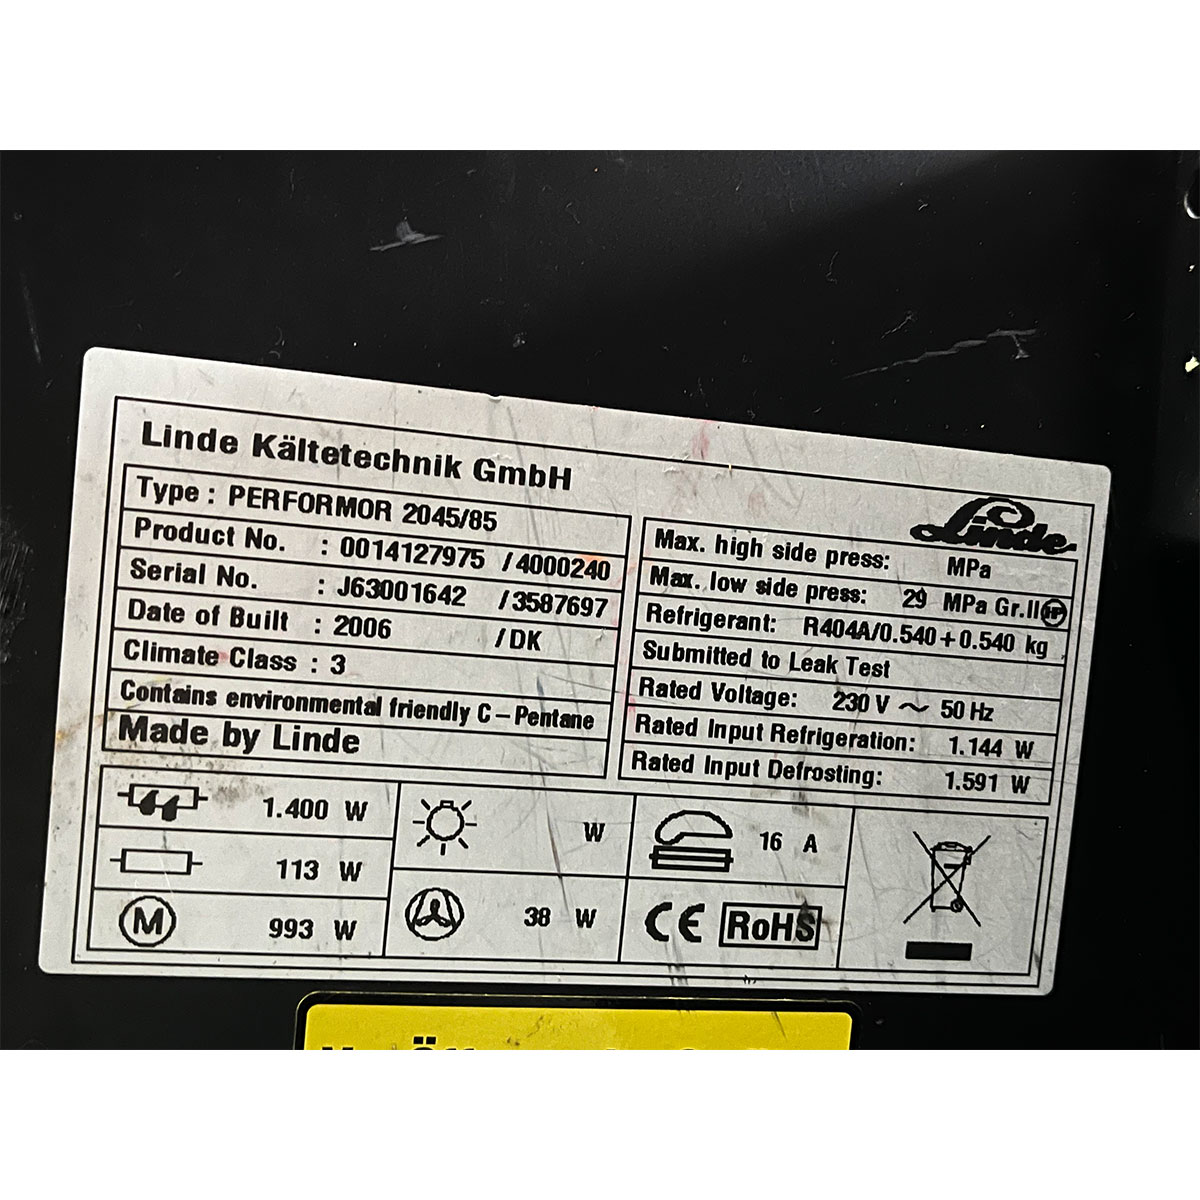 Linde Kältetechnik GmbH
Linde
Type : PERFORMOR 2045/85
Product No. : 0014127975 / 4000240
Serial No. : J63001642 / 3587697
Date of Built : 2006 / DK
Climate Class : 3
Contains environmental friendly C - Pentane
Made by Linde
Max. high side press: MPa
Max. low side press: 29 MPa Gr.II HP
Refrigerant: R404A/0.540 + 0.540 kg
Submitted to Leak Test
Rated Voltage: 230 V ~ 50 Hz
Rated Input Refrigeration: 1.144 W
Rated Input Defrosting: 1.591 W
1.400 W
113 W
M 993 W
W
38 W
16 A
CE RoHS